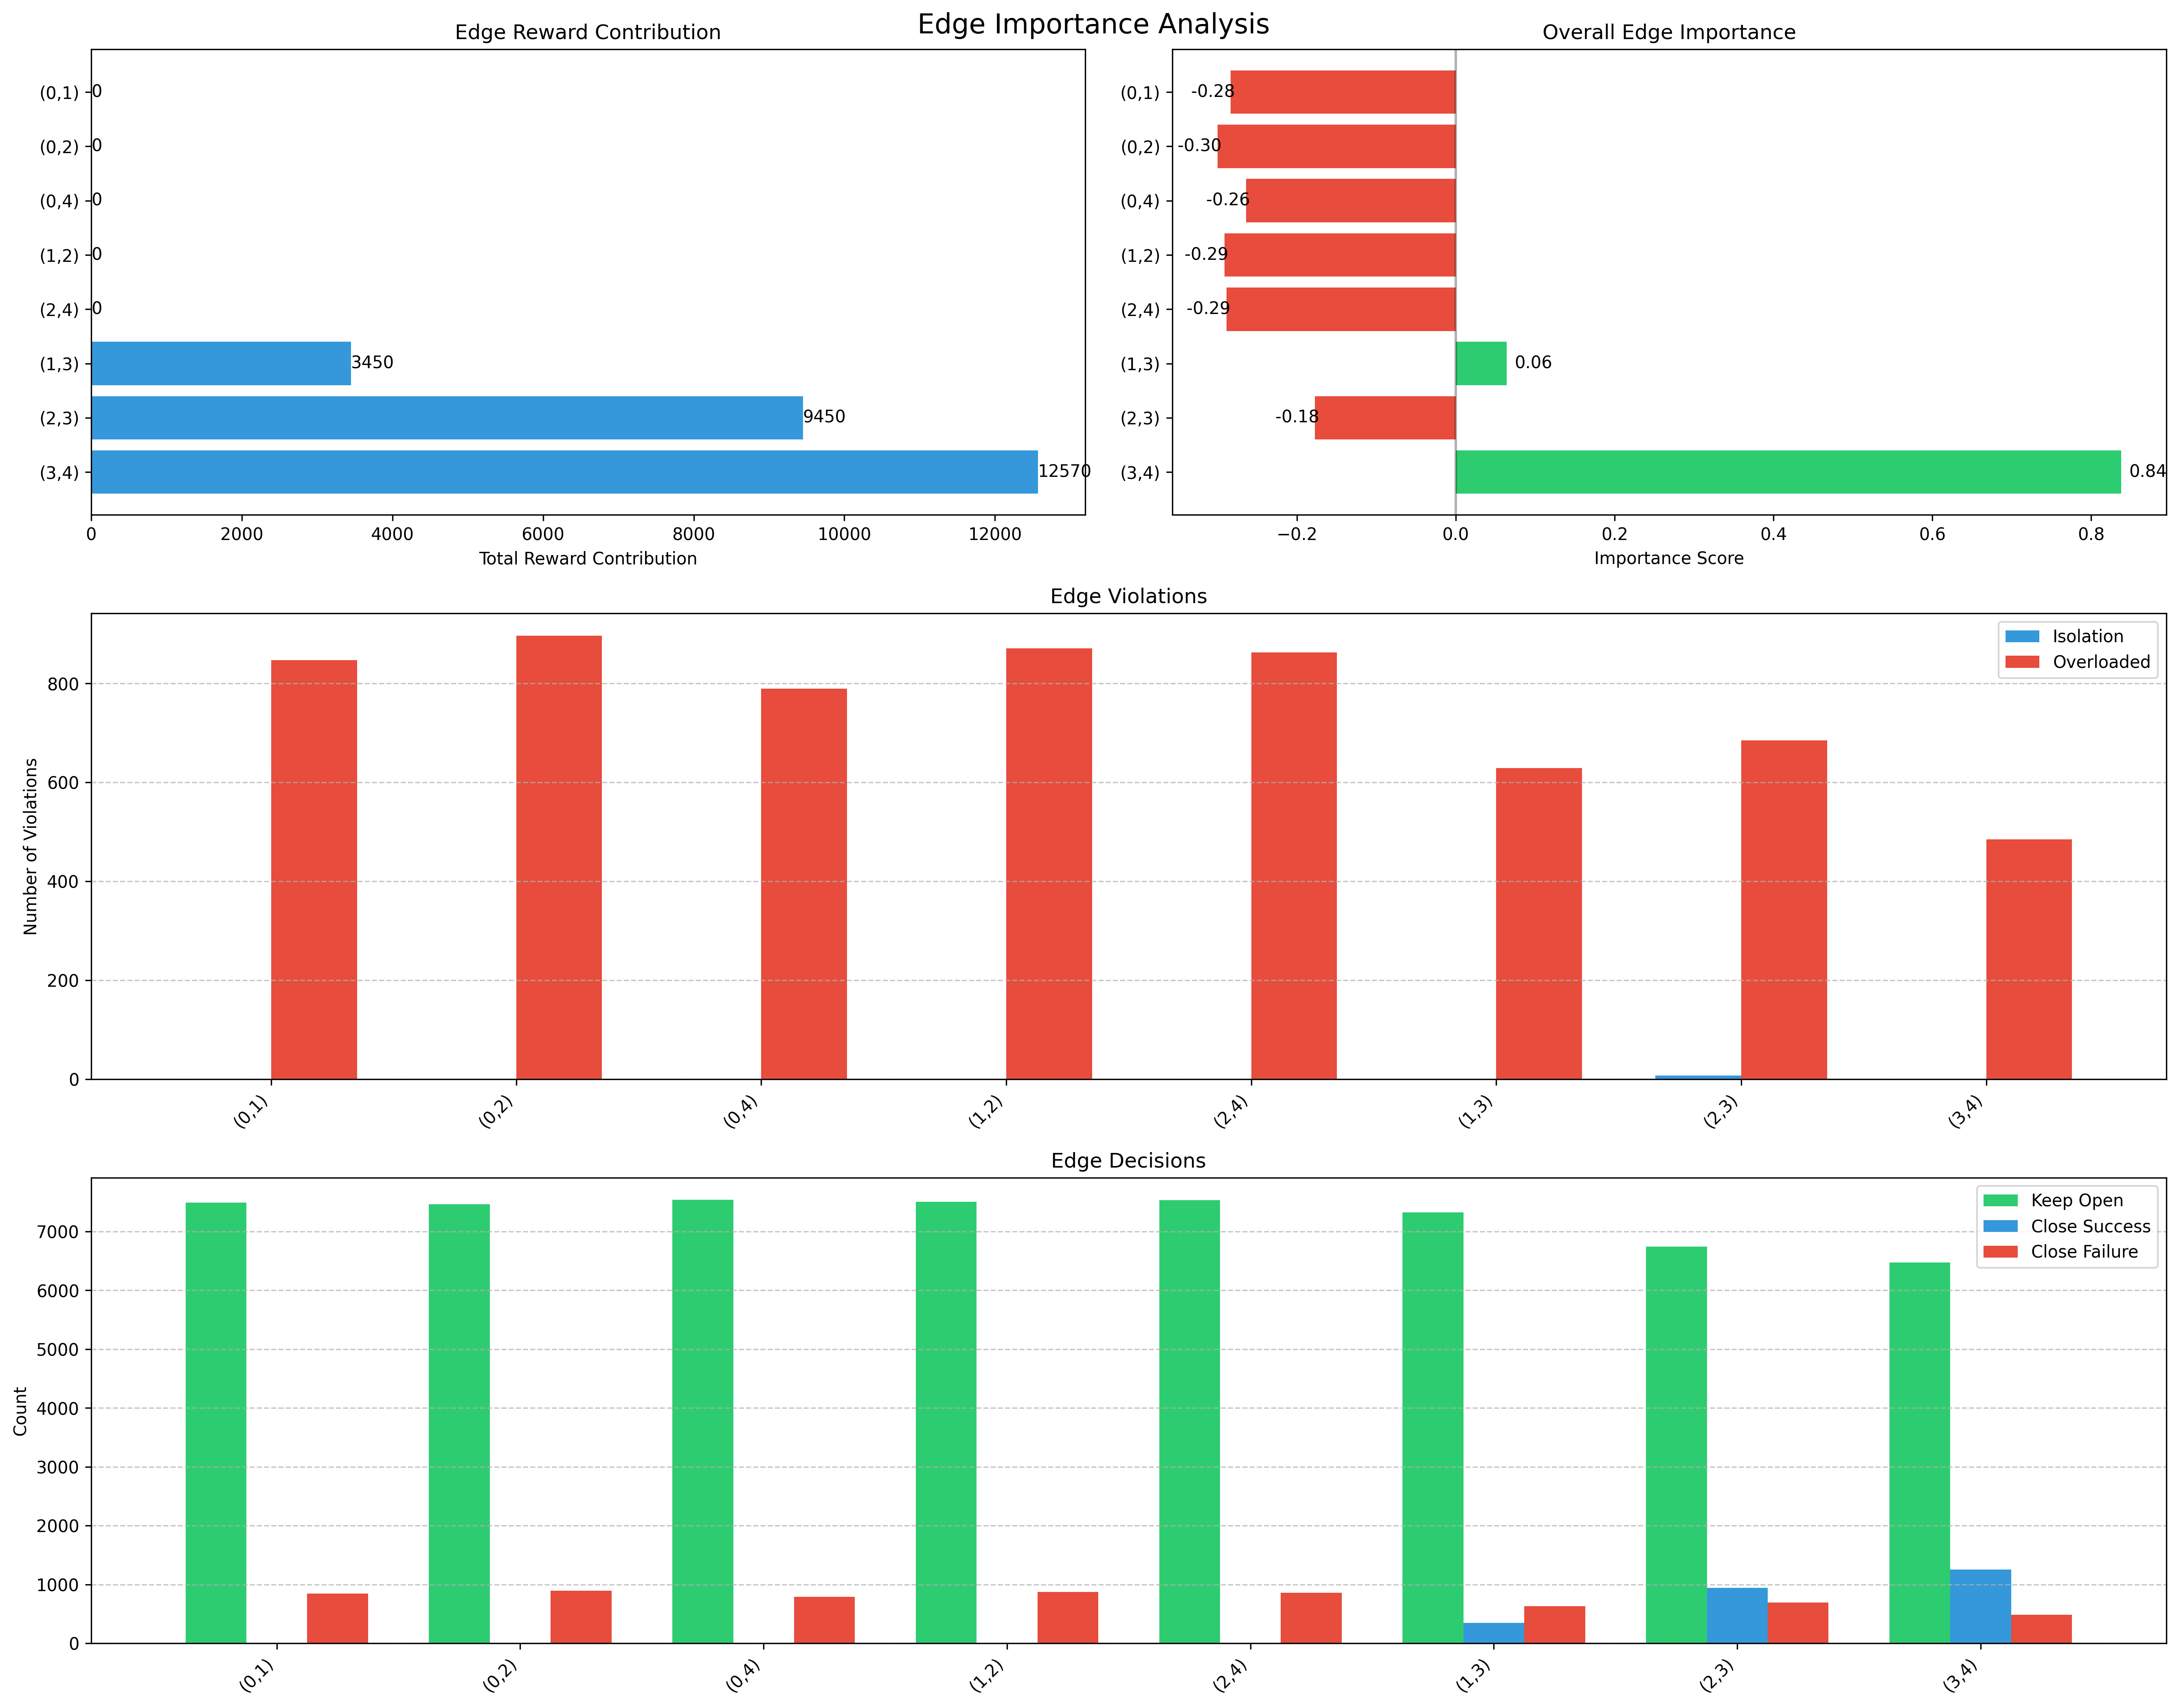 Edge Importance Analysis
Edge Reward Contribution
(0,1) 0
(0,2) 0
(0,4) 0
(1,2) 0
(2,4) 0
(1,3) 3450
(2,3) 9450
(3,4) 12570
0 2000 4000 6000 8000 10000 12000
Total Reward Contribution
Overall Edge Importance
(0,1) -0.28
(0,2) -0.30
(0,4) -0.26
(1,2) -0.29
(2,4) -0.29
(1,3) 0.06
(2,3) -0.18
(3,4) 0.84
−0.2 0.0 0.2 0.4 0.6 0.8
Importance Score
Edge Violations
Isolation
Overloaded
Number of Violations
800
600
400
200
0
(0,1) (0,2) (0,4) (1,2) (2,4) (1,3) (2,3) (3,4)
Edge Decisions
Keep Open
Close Success
Close Failure
Count
7000
6000
5000
4000
3000
2000
1000
0
(0,1) (0,2) (0,4) (1,2) (2,4) (1,3) (2,3) (3,4)